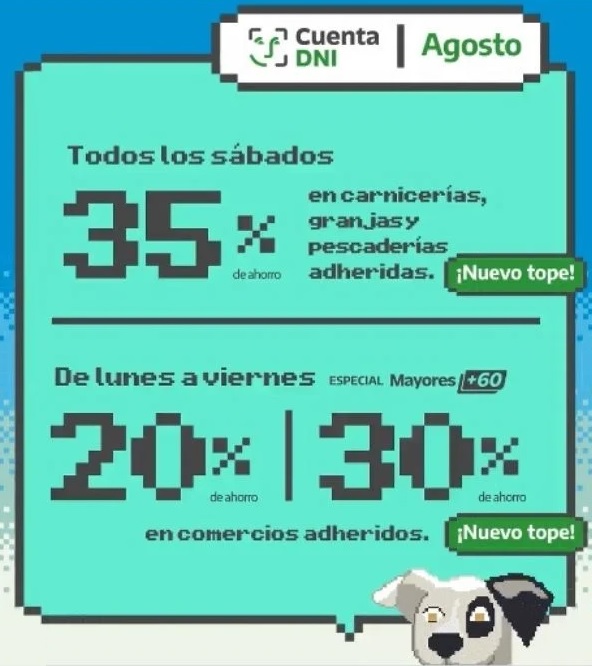 Cuenta
DNI
Agosto
Todos los sábados
35%
de ahorro
en carnicerías,
granjas y
pescaderías
adheridas.
¡Nuevo tope!
De lunes a viernes
ESPECIAL Mayores +60
20%
de ahorro
30%
de ahorro
en comercios adheridos.
¡Nuevo tope!